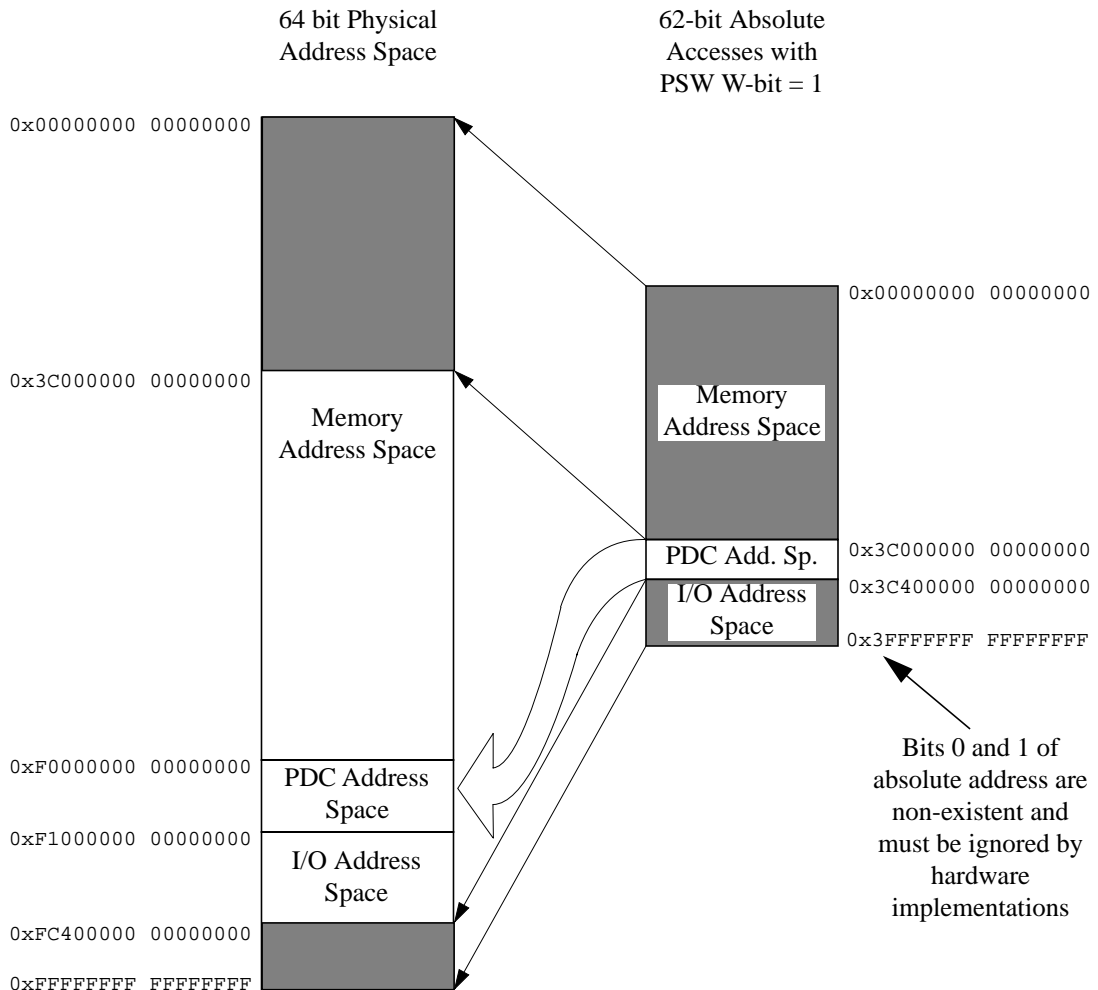 64 bit Physical
Address Space
62-bit Absolute
Accesses with
PSW W-bit = 1
0x00000000 00000000
0x00000000 00000000
0x3C000000 00000000
Memory
Address Space
Memory
Address Space
PDC Add. Sp.
0x3C000000 00000000
0x3C400000 00000000
I/O Address
Space
0x3FFFFFFF FFFFFFFF
Bits 0 and 1 of
absolute address are
non-existent and
must be ignored by
hardware
implementations
0xF0000000 00000000
PDC Address
Space
0xF1000000 00000000
I/O Address
Space
0xFC400000 00000000
0xFFFFFFFF FFFFFFFF